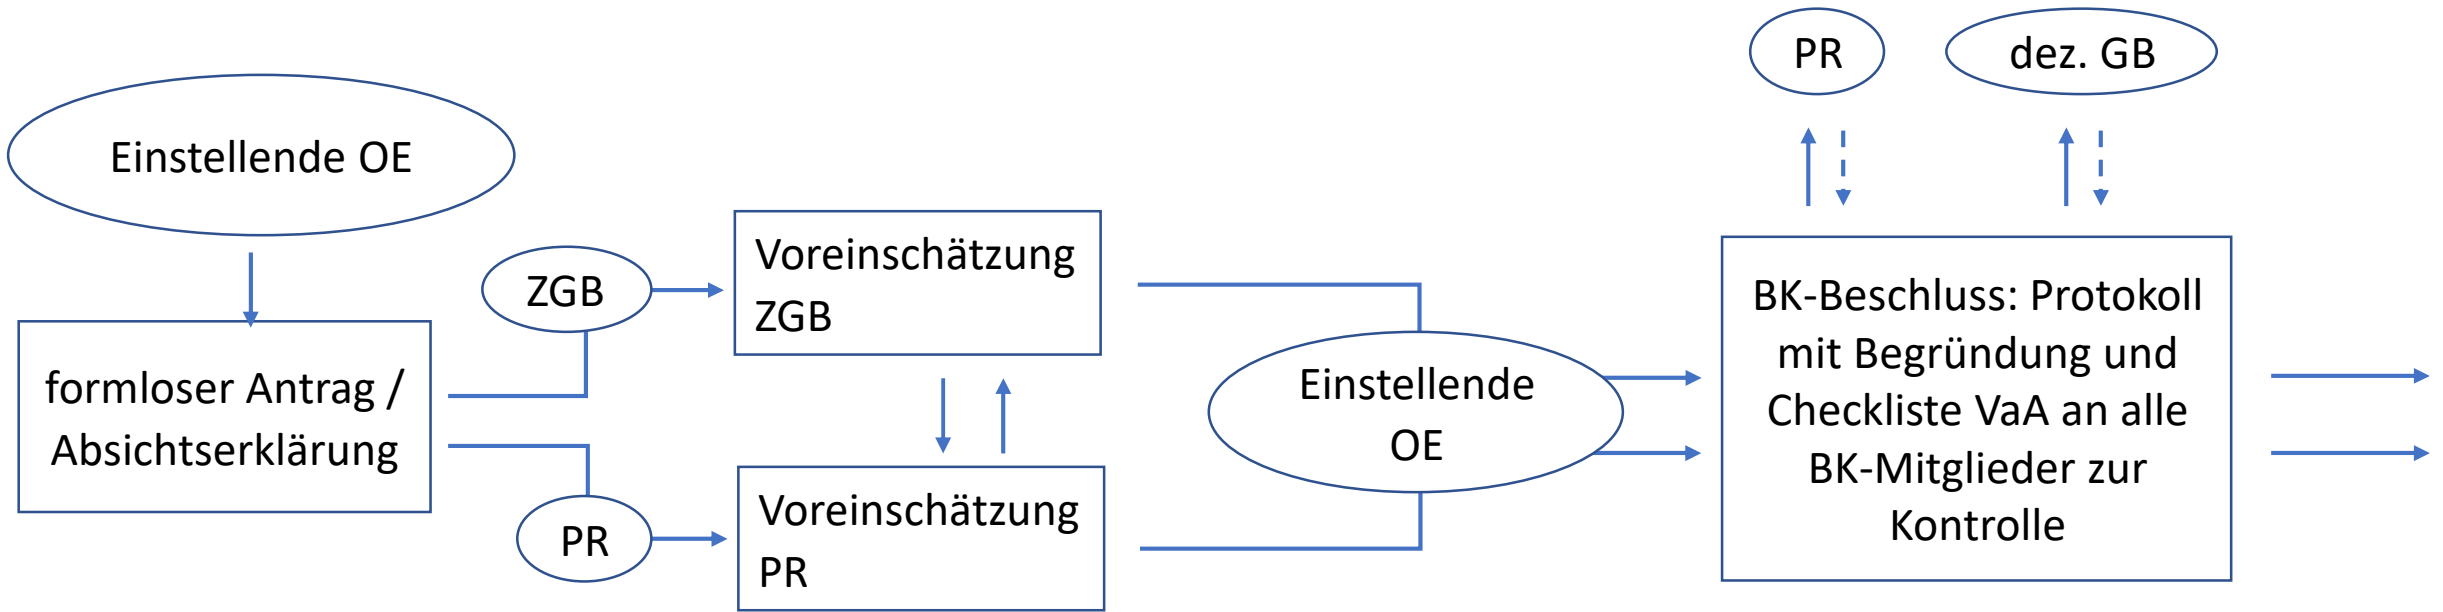 Einstellende OE
formloser Antrag /
Absichtserklärung
ZGB
PR
Voreinschätzung
ZGB
Voreinschätzung
PR
Einstellende
OE
PR
dez. GB
BK-Beschluss: Protokoll
mit Begründung und
Checkliste VaA an alle
BK-Mitglieder zur
Kontrolle